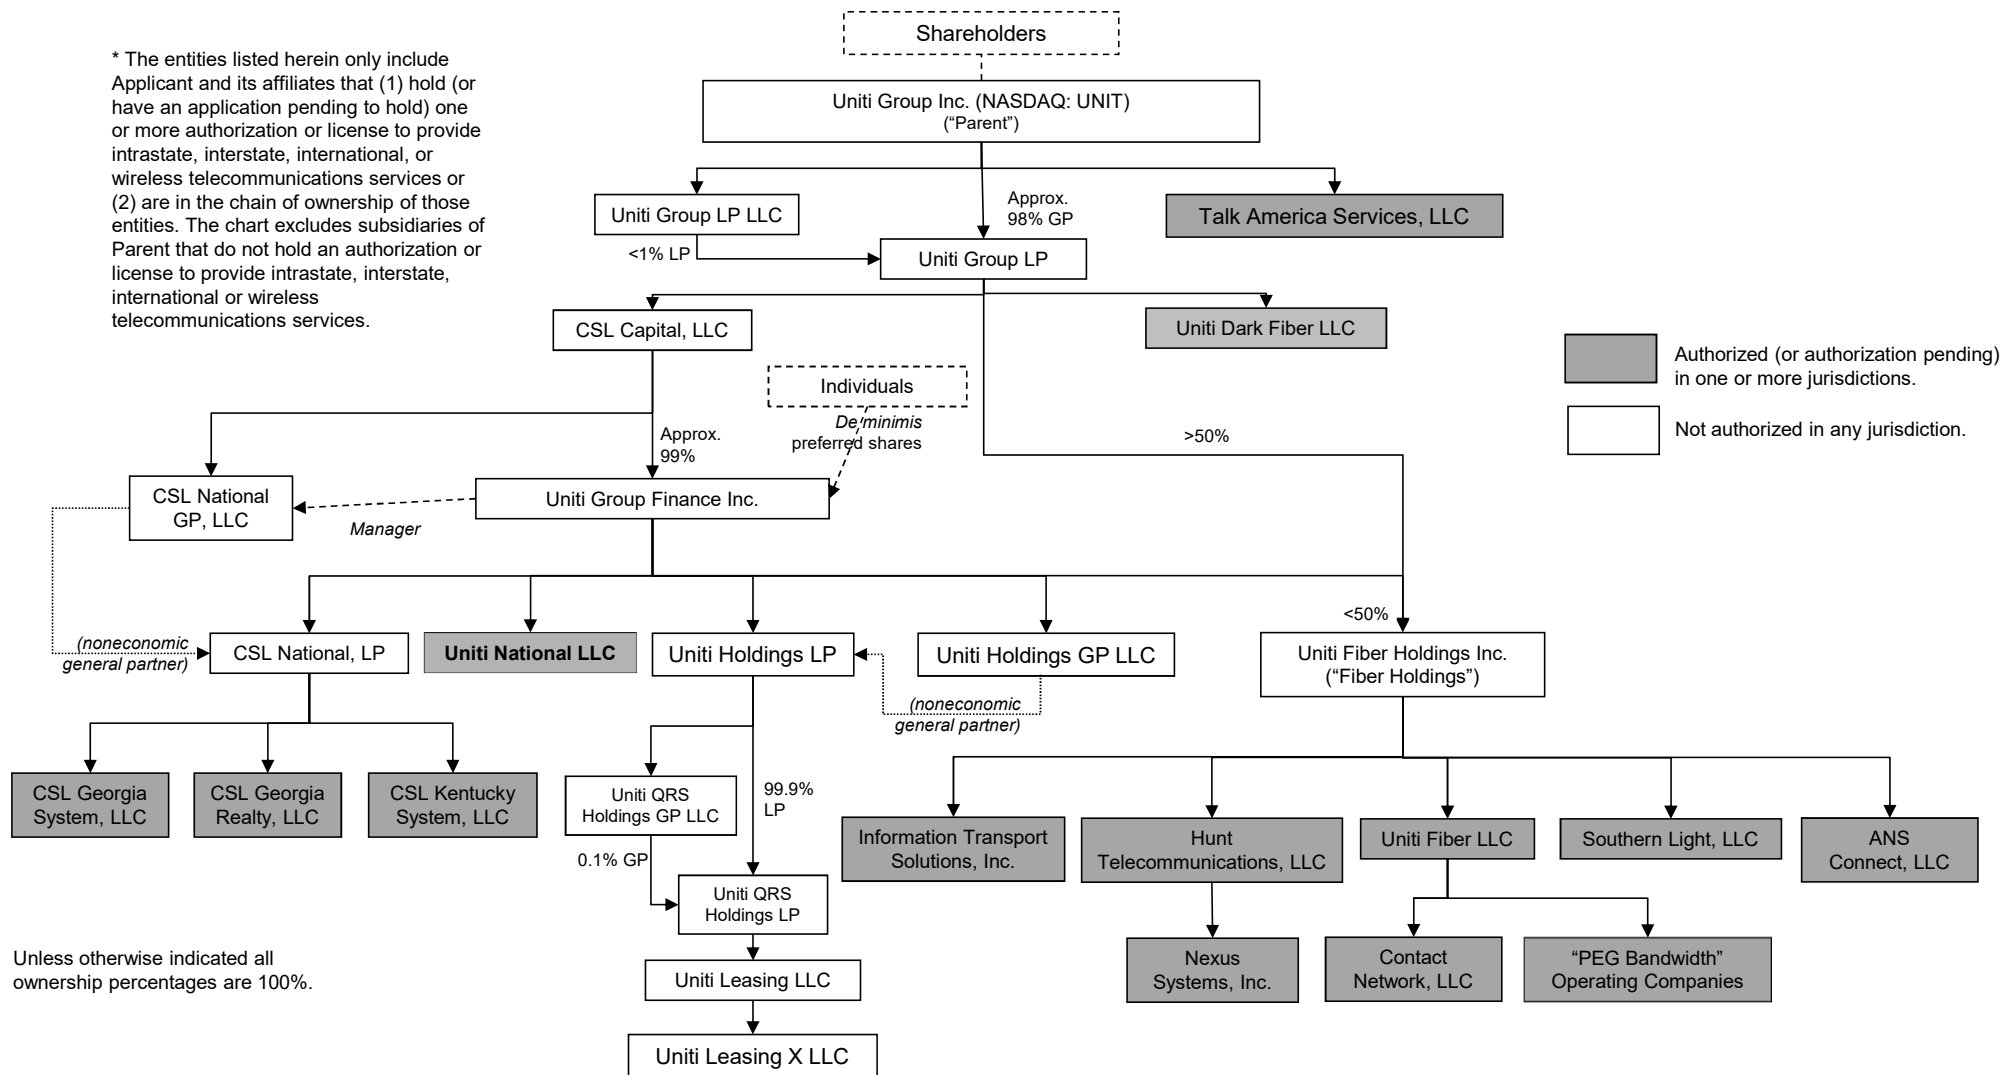 Shareholders
* The entities listed herein only include
Applicant and its affiliates that (1) hold (or
have an application pending to hold) one
or more authorization or license to provide
intrastate, interstate, international, or
wireless telecommunications services or
(2) are in the chain of ownership of those
entities. The chart excludes subsidiaries of
Parent that do not hold an authorization or
license to provide intrastate, interstate,
international or wireless
telecommunications services.
Uniti Group Inc. (NASDAQ: UNIT)
(“Parent”)
Uniti Group LP LLC
Approx.
98% GP
Talk America Services, LLC
<1% LP
Uniti Group LP
CSL Capital, LLC
Uniti Dark Fiber LLC
Authorized (or authorization pending)
in one or more jurisdictions.
Not authorized in any jurisdiction.
Individuals
De minimis
preferred shares
Approx.
99%
>50%
CSL National
GP, LLC
Manager
Uniti Group Finance Inc.
<50%
(noneconomic
general partner)
CSL National, LP
Uniti National LLC
Uniti Holdings LP
Uniti Holdings GP LLC
Uniti Fiber Holdings Inc.
(“Fiber Holdings”)
(noneconomic
general partner)
CSL Georgia
System, LLC
CSL Georgia
Realty, LLC
CSL Kentucky
System, LLC
Uniti QRS
Holdings GP LLC
99.9%
LP
0.1% GP
Uniti QRS
Holdings LP
Information Transport
Solutions, Inc.
Hunt
Telecommunications, LLC
Uniti Fiber LLC
Southern Light, LLC
ANS
Connect, LLC
Nexus
Systems, Inc.
Contact
Network, LLC
“PEG Bandwidth”
Operating Companies
Unless otherwise indicated all
ownership percentages are 100%.
Uniti Leasing LLC
Uniti Leasing X LLC